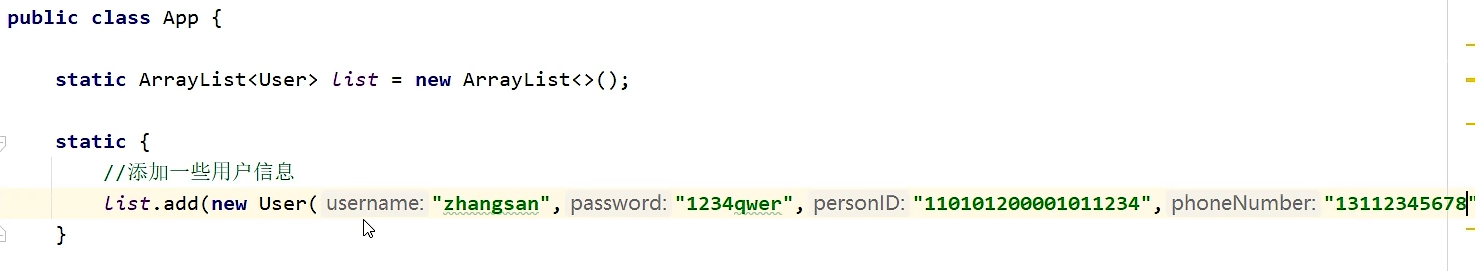 public class App {
static ArrayList<User> list = new ArrayList<>();
static {
//添加一些用户信息
list.add(new User( username: "zhangsan", password: "1234qwer", personID: "110101200001011234", phoneNumber: "13112345678"
}